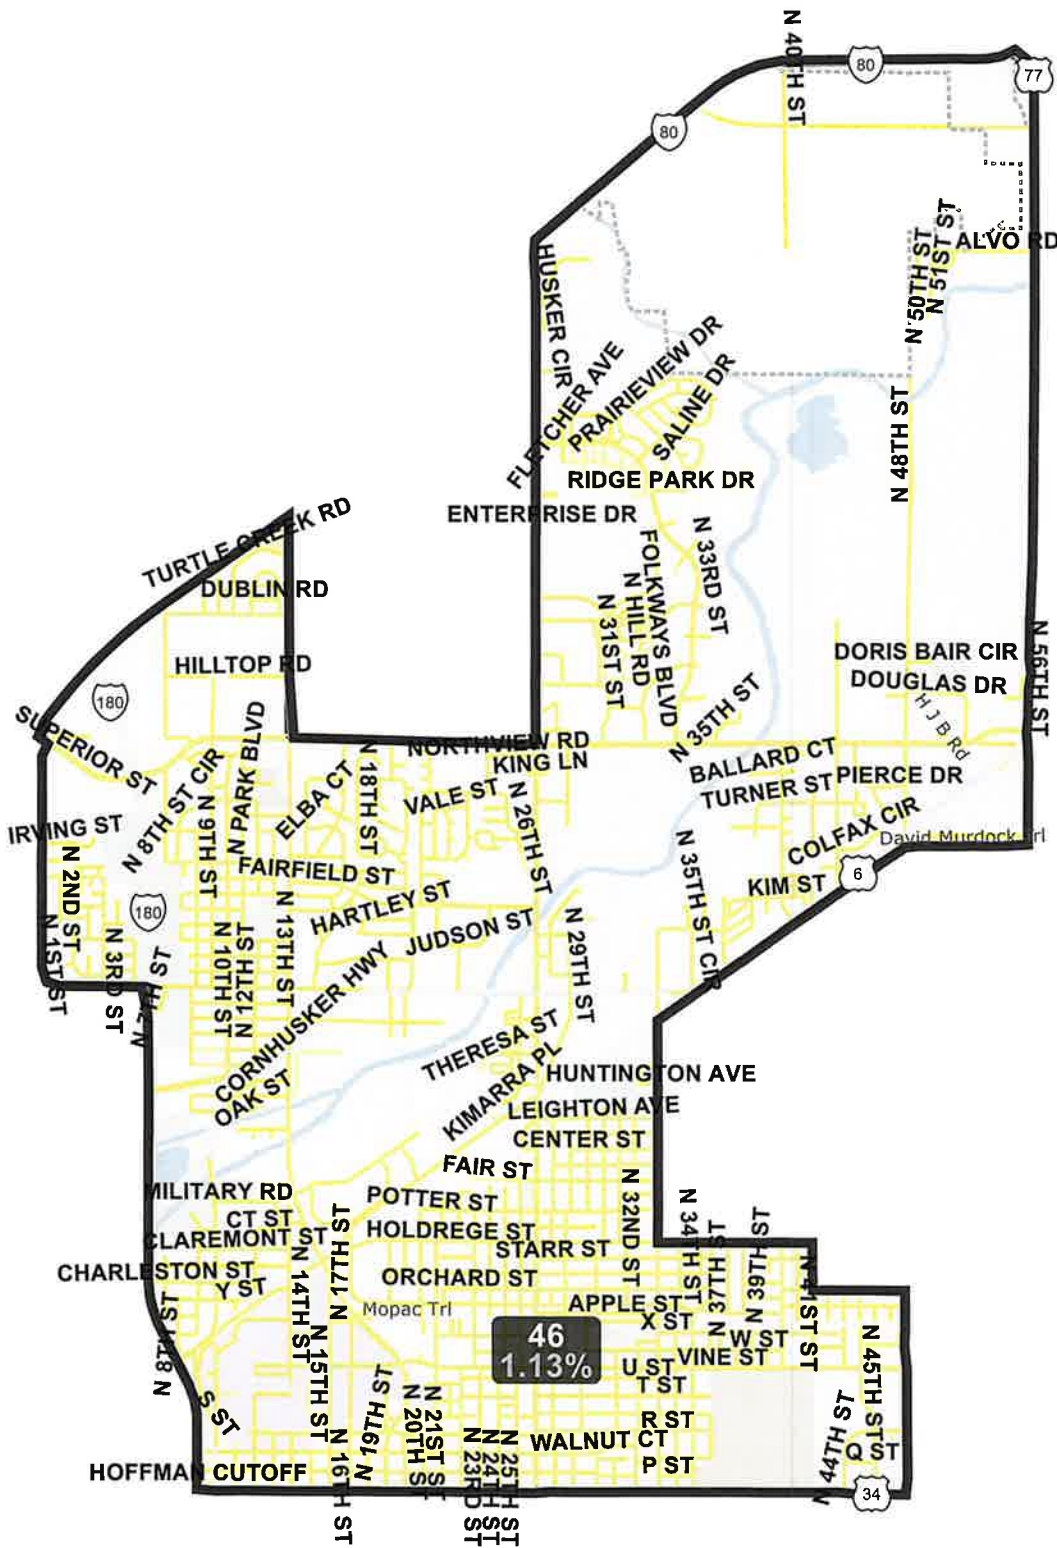 N 40TH ST
80
80
77
80
ALVO RD
N 51ST ST
N 50TH ST
HUSKER CIR
FLETCHER AVE
PRAIRIEVIEW DR
SALINE DR
N 48TH ST
RIDGE PARK DR
ENTERPRISE DR
TURTLE CREEK RD
N 33RD ST
FOLKWAYS BLVD
N HILL RD
N 31ST ST
DUBLIN RD
HILLTOP RD
180
DORIS BAIR CIR
DOUGLAS DR
N 56TH ST
H J B Rd
SUPERIOR ST
N 35TH ST
NORTHVIEW RD
KING LN
BALLARD CT
TURNER ST
PIERCE DR
N PARK BLVD
N 8TH ST CIR
N 9TH ST
ELBA CT
N 18TH ST
VALE ST
N 26TH ST
COLFAX CIR
David Murdock Trl
IRVING ST
N 2ND ST
FAIRFIELD ST
6
KIM ST
N 35TH ST CIR
180
HARTLEY ST
JUDSON ST
N 29TH ST
N 1ST ST
N 3RD ST
N 7TH ST
N 10TH ST
N 12TH ST
N 13TH ST
CORNHUSKER HWY
OAK ST
THERESA ST
KIMARRA PL
HUNTINGTON AVE
LEIGHTON AVE
CENTER ST
FAIR ST
MILITARY RD
POTTER ST
N 32ND ST
N 34TH ST
CT ST
CLAREMONT ST
N 17TH ST
HOLDREGE ST
STARR ST
N 37TH ST
N 39TH ST
N 41ST ST
CHARLESTON ST
Y ST
N 14TH ST
ORCHARD ST
Mopac Trl
APPLE ST
X ST
W ST
46
1.13%
VINE ST
U ST
T ST
N 8TH ST
S ST
N 15TH ST
N 19TH ST
N 20TH ST
N 21ST ST
N 45TH ST
N 44TH ST
R ST
WALNUT CT
P ST
Q ST
HOFFMAN CUTOFF
N 16TH ST
N 23RD ST
N 24TH ST
N 25TH ST
34